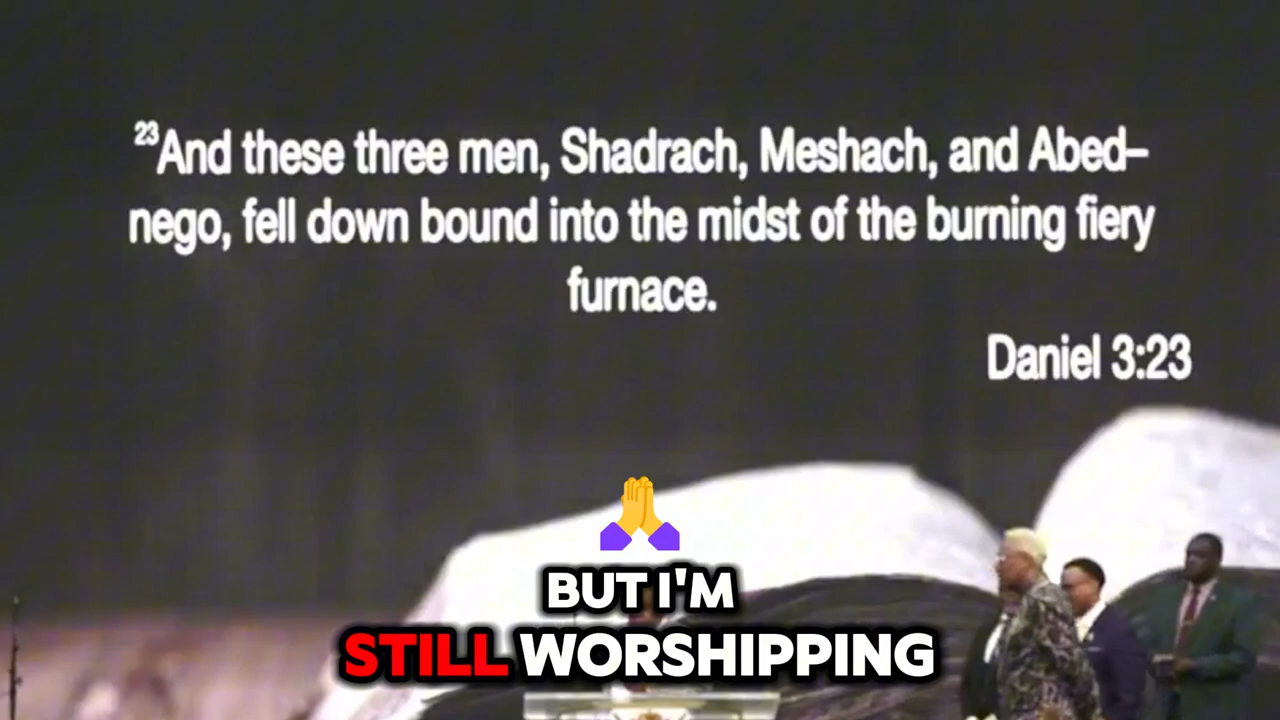 ²³And these three men, Shadrach, Meshach, and Abed–
nego, fell down bound into the midst of the burning fiery
furnace.
Daniel 3:23
BUT I'M
STILL WORSHIPPING